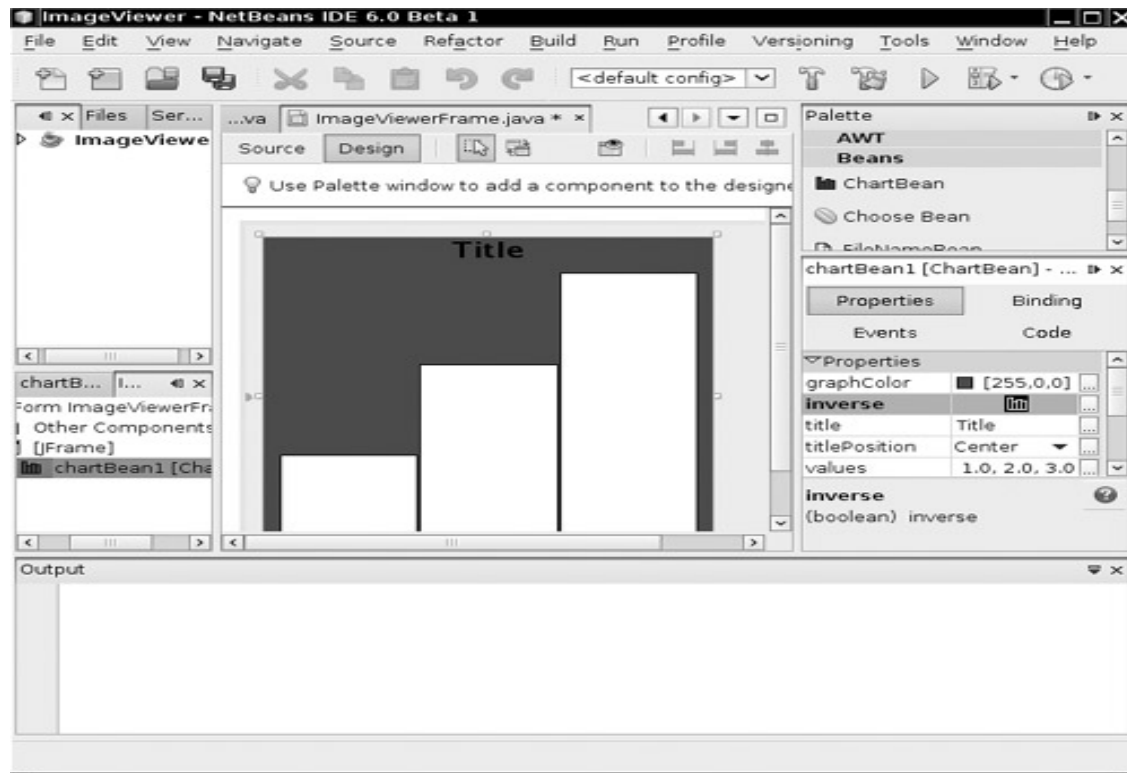 ImageViewer - NetBeans IDE 6.0 Beta 1
File Edit View Navigate Source Refactor Build Run Profile Versioning Tools Window Help
<default config>
Files Ser...
ImageViewe
...va ImageViewerFrame.java *
Source Design
Use Palette window to add a component to the designe
Title
Palette
AWT
Beans
ChartBean
Choose Bean
FileNameBean
chartBean1 [ChartBean] - ...
Properties Binding
Events Code
Properties
graphColor [255,0,0] ...
inverse ...
title Title ...
titlePosition Center ...
values 1.0, 2.0, 3.0 ...
inverse
(boolean) inverse
chartB... I...
Form ImageViewerFra
Other Components
[JFrame]
chartBean1 [Cha
Output